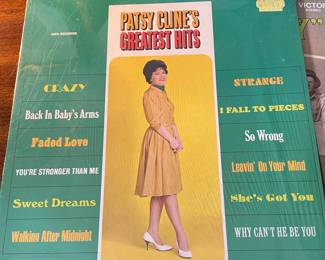 PATSY CLINE'S
GREATEST HITS
VICTOR
CRAZY
Back In Baby's Arms
Faded Love
YOU'RE STRONGER THAN ME
Sweet Dreams
Walking After Midnight
STRANGE
I FALL TO PIECES
So Wrong
Leavin' On Your Mind
She's Got You
WHY CAN'T HE BE YOU